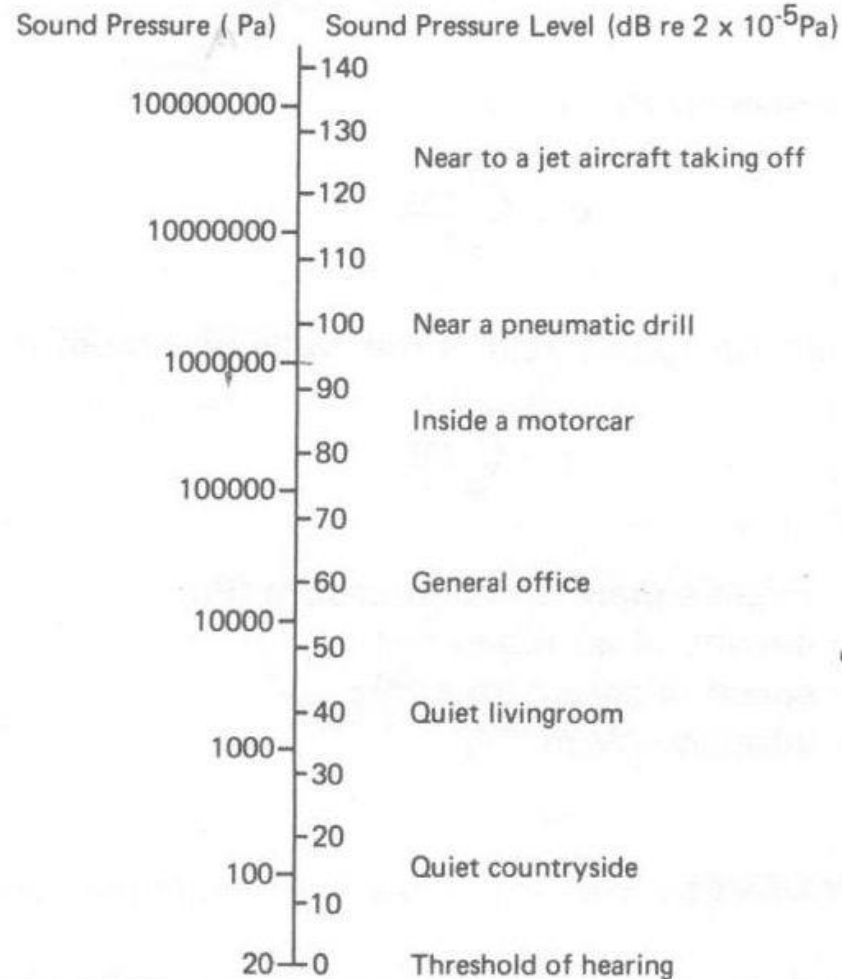 Sound Pressure ( Pa) Sound Pressure Level (dB re 2 x 10-5Pa)
140
100000000
130
Near to a jet aircraft taking off
120
10000000
110
100 Near a pneumatic drill
1000000
90
Inside a motorcar
80
100000
70
60 General office
10000
50
40 Quiet livingroom
1000
30
20
100 Quiet countryside
10
20 0 Threshold of hearing